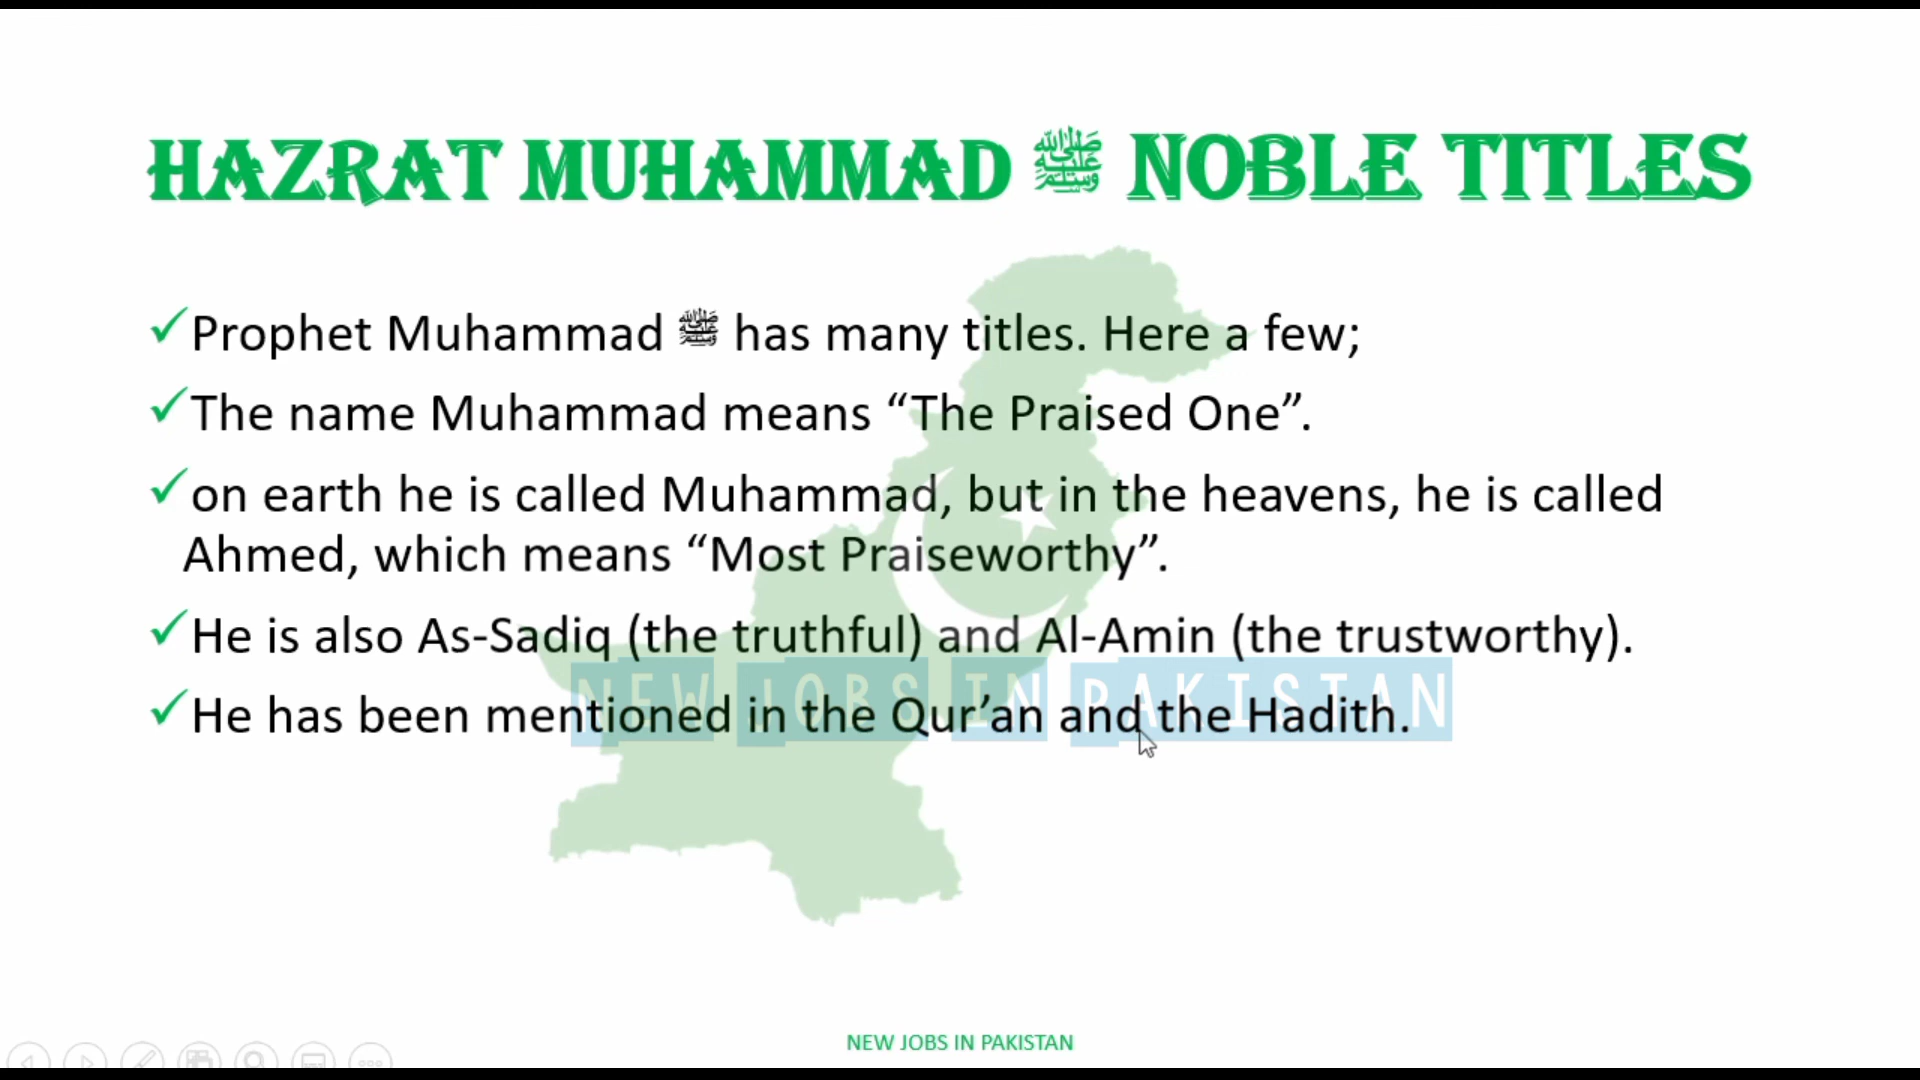 HAZRAT MUHAMMAD ﷺ NOBLE TITLES
✓Prophet Muhammad ﷺ has many titles. Here a few;
✓The name Muhammad means “The Praised One”.
✓on earth he is called Muhammad, but in the heavens, he is called
Ahmed, which means “Most Praiseworthy”.
✓He is also As-Sadiq (the truthful) and Al-Amin (the trustworthy).
NEW JOBS IN PAKISTAN
✓He has been mentioned in the Qur’an and the Hadith.
NEW JOBS IN PAKISTAN